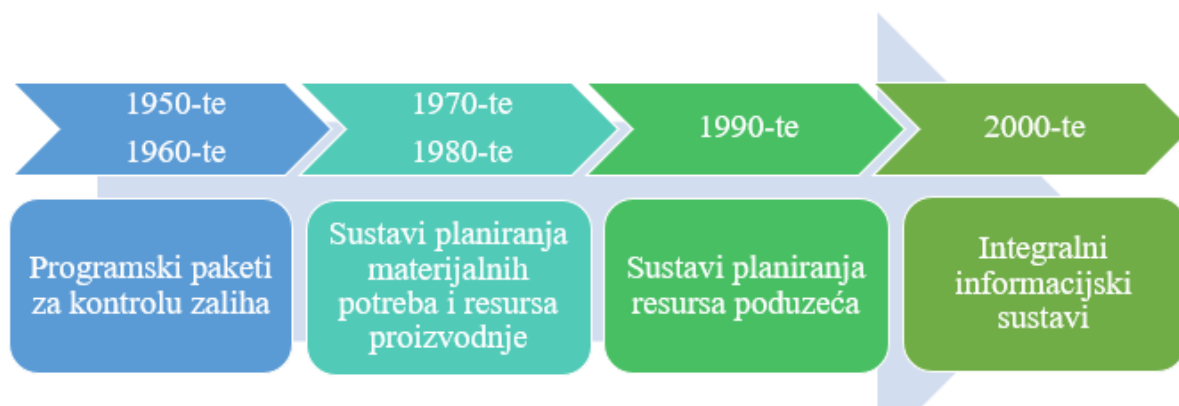 1950-te
1960-te
1970-te
1980-te
1990-te
2000-te
Programski paketi
za kontrolu zaliha
Sustavi planiranja
materijalnih
potreba i resursa
proizvodnje
Sustavi planiranja
resursa poduzeća
Integralni
informacijski
sustavi